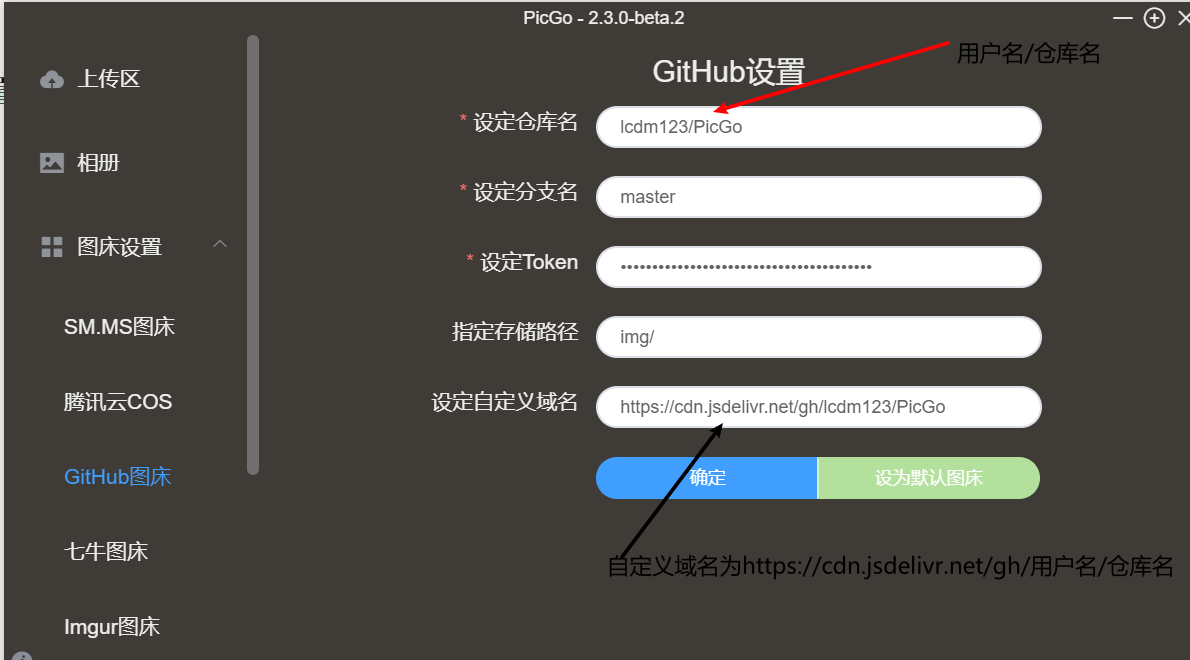 PicGo - 2.3.0-beta.2
上传区
相册
图床设置
SM.MS图床
腾讯云COS
GitHub图床
七牛图床
Imgur图床
GitHub设置
用户名/仓库名
* 设定仓库名
lcdm123/PicGo
* 设定分支名
master
* 设定Token
指定存储路径
img/
设定自定义域名
https://cdn.jsdelivr.net/gh/lcdm123/PicGo
确定
设为默认图床
自定义域名为https://cdn.jsdelivr.net/gh/用户名/仓库名